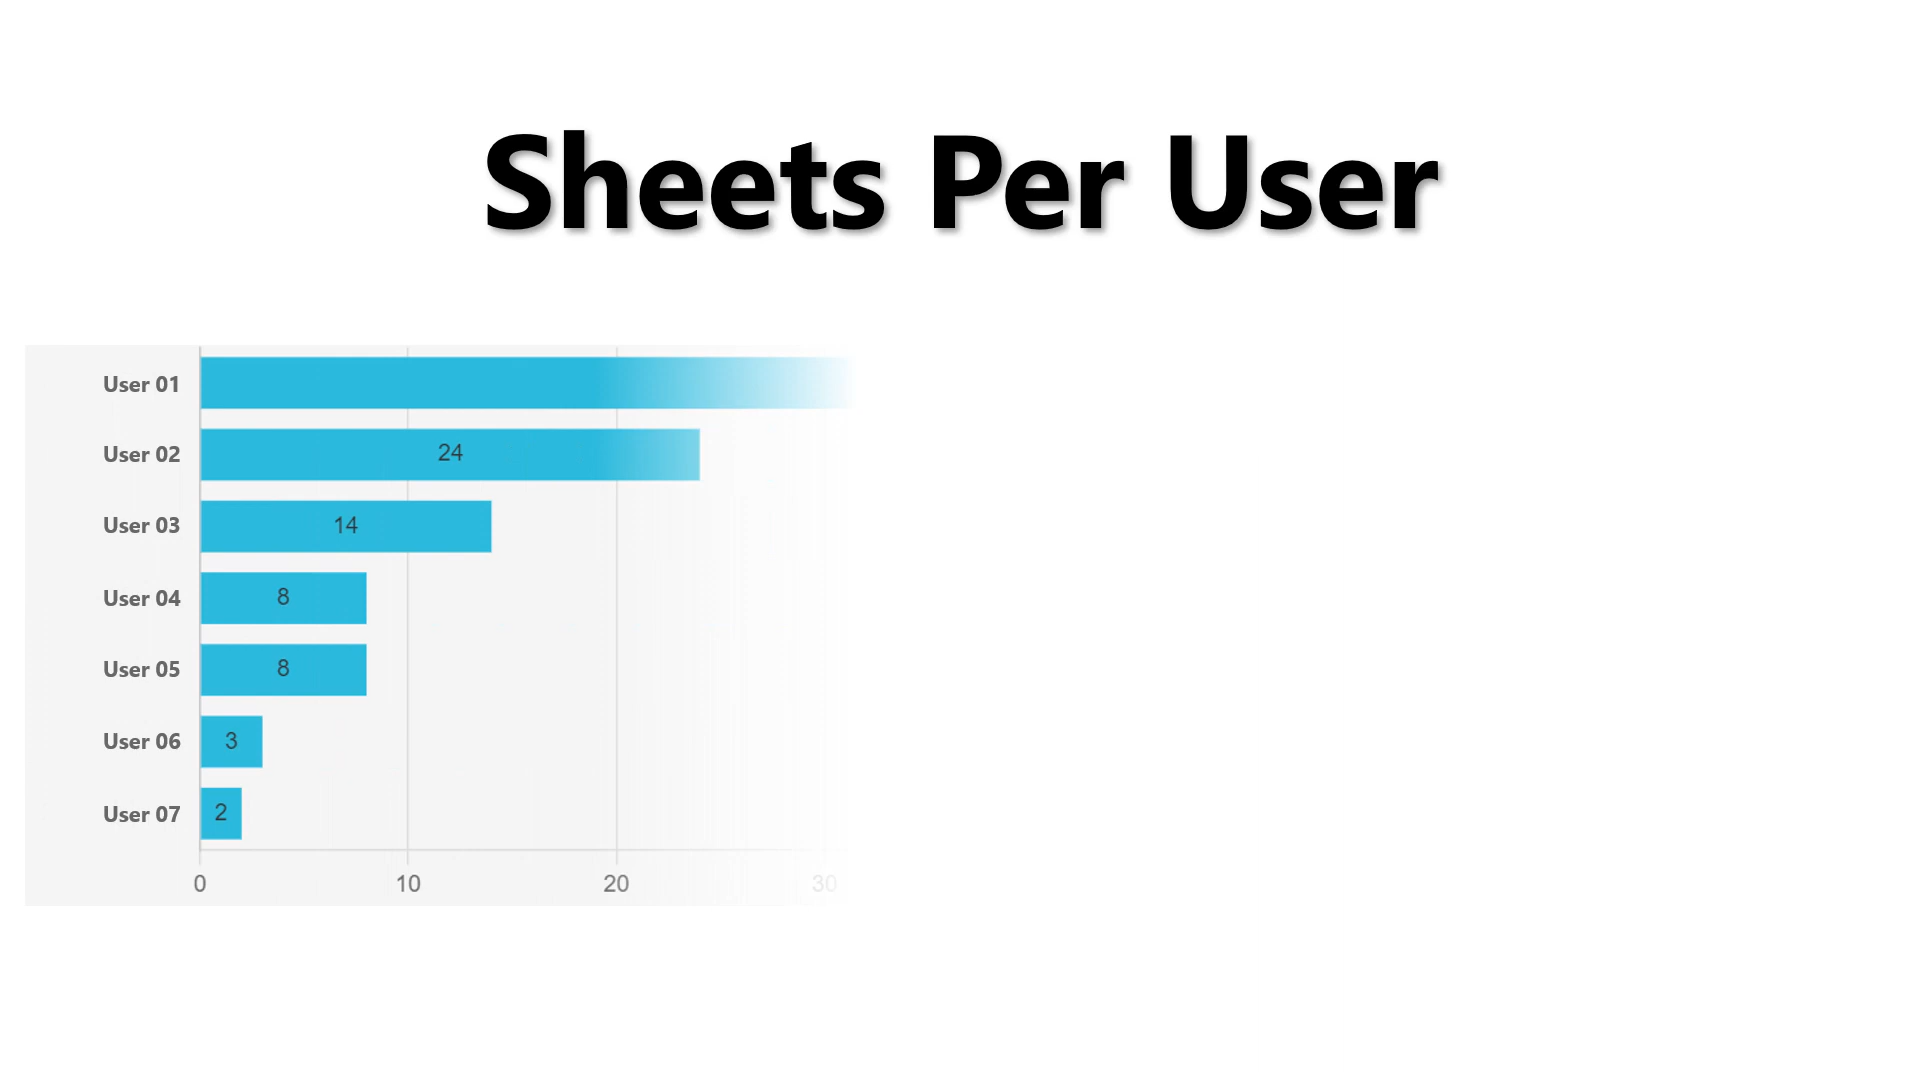 Sheets Per User
User 01
User 02 24
User 03 14
User 04 8
User 05 8
User 06 3
User 07 2
0 10 20 30